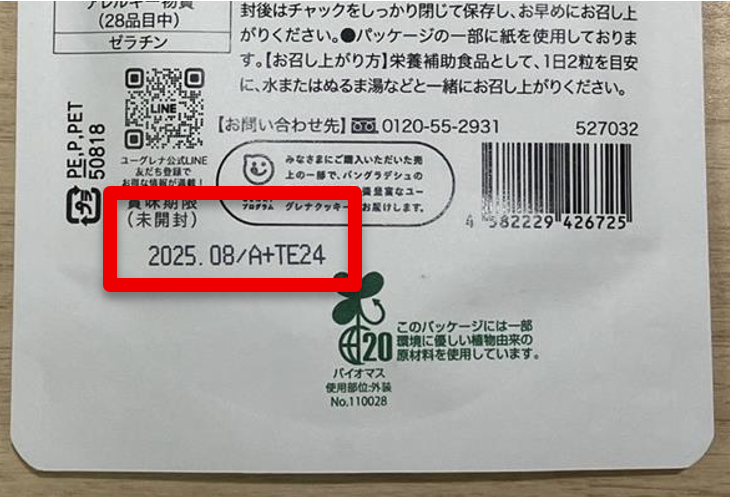 アレルギー物質
(28品目中)
ゼラチン
封後はチャックをしっかり閉じて保存し、お早めにお召し上
がりください。●パッケージの一部に紙を使用しておりま
す。【お召し上がり方】栄養補助食品として、1日2粒を目安
に、水またはぬるま湯などと一緒にお召し上がりください。
LINE
PE,P,PET
50818
ユーグレナ公式LINE
友だち登録で
お得な情報が満載!
【お問い合わせ先】 0120-55-2931
527032
みなさまにご購入いただいた売
上の一部で、バングラデシュの
養豊富なユー
グレナクッキー お届けします。
プログラム
4 582229 426725
賞味期限
(未開封)
2025.08/A+TE24
20
バイオマス
使用部位:外装
No.110028
このパッケージには一部
環境に優しい植物由来の
原材料を使用しています。